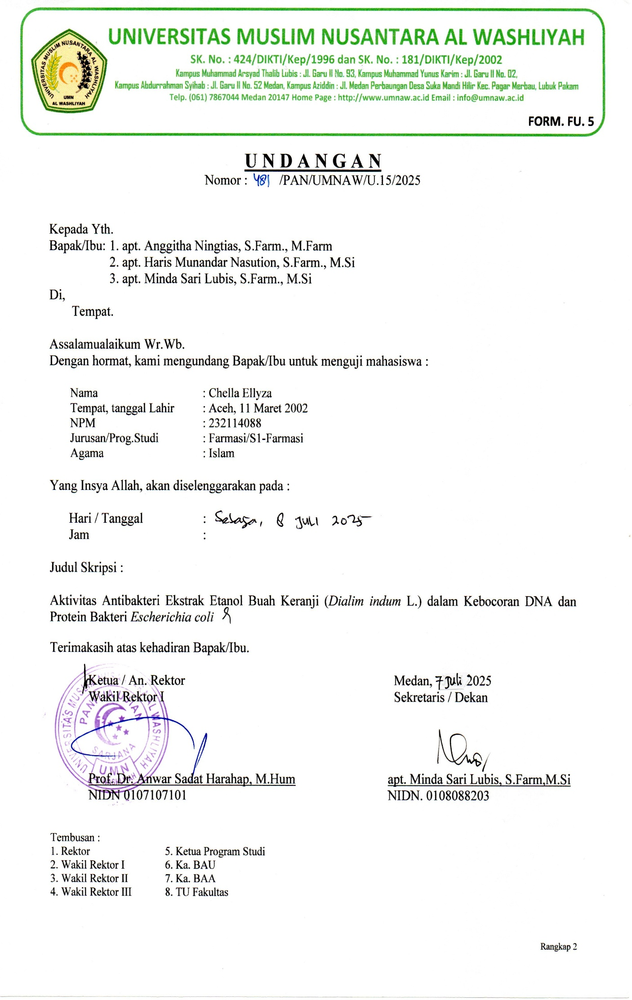 UNIVERSITAS MUSLIM NUSANTARA AL WASHLIYAH
SK. No. : 424/DIKTI/Kep/1996 dan SK. No. : 181/DIKTI/Kep/2002
Kampus Muhammad Arsyad Thalib Lubis : Jl. Garu II No. 93, Kampus Muhammad Yunus Karim : Jl. Garu II No. 02,
Kampus Abdurrahman Syihab : Jl. Garu II No. 52 Medan, Kampus Aziddin : Jl. Medan Perbaungan Desa Suka Mandi Hilir Kec. Pagar Merbau, Lubuk Pakam
Telp. (061) 7867044 Medan 20147 Home Page : http://www.umnaw.ac.id Email : info@umnaw.ac.id
UNIVERSITAS MUSLIM NUSANTARA AL WASHLIYAH
UMN
AL WASHLIYAH
FORM. FU. 5
UNDANGAN
Nomor : 481 /PAN/UMNAW/U.15/2025
Kepada Yth.
Bapak/Ibu: 1. apt. Anggitha Ningtias, S.Farm., M.Farm
2. apt. Haris Munandar Nasution, S.Farm., M.Si
3. apt. Minda Sari Lubis, S.Farm., M.Si
Di,
Tempat.
Assalamualaikum Wr.Wb.
Dengan hormat, kami mengundang Bapak/Ibu untuk menguji mahasiswa :
Nama : Chella Ellyza
Tempat, tanggal Lahir : Aceh, 11 Maret 2002
NPM : 232114088
Jurusan/Prog.Studi : Farmasi/S1-Farmasi
Agama : Islam
Yang Insya Allah, akan diselenggarakan pada :
Hari / Tanggal : Selasa, 8 JULI 2025
Jam :
Judul Skripsi :
Aktivitas Antibakteri Ekstrak Etanol Buah Keranji (Dialim indum L.) dalam Kebocoran DNA dan
Protein Bakteri Escherichia coli
Terimakasih atas kehadiran Bapak/Ibu.
Ketua / An. Rektor
Wakil Rektor I
Medan, 7 Juli 2025
Sekretaris / Dekan
UNIVERSITAS MUSLIM NUSANTARA AL WASHLIYAH
PANITIA UJIAN
SARJANA
UMN
AL WASHLIYAH
Prof. Dr. Anwar Sadat Harahap, M.Hum
NIDN 0107107101
apt. Minda Sari Lubis, S.Farm,M.Si
NIDN. 0108088203
Tembusan :
1. Rektor
2. Wakil Rektor I
3. Wakil Rektor II
4. Wakil Rektor III
5. Ketua Program Studi
6. Ka. BAU
7. Ka. BAA
8. TU Fakultas
Rangkap 2